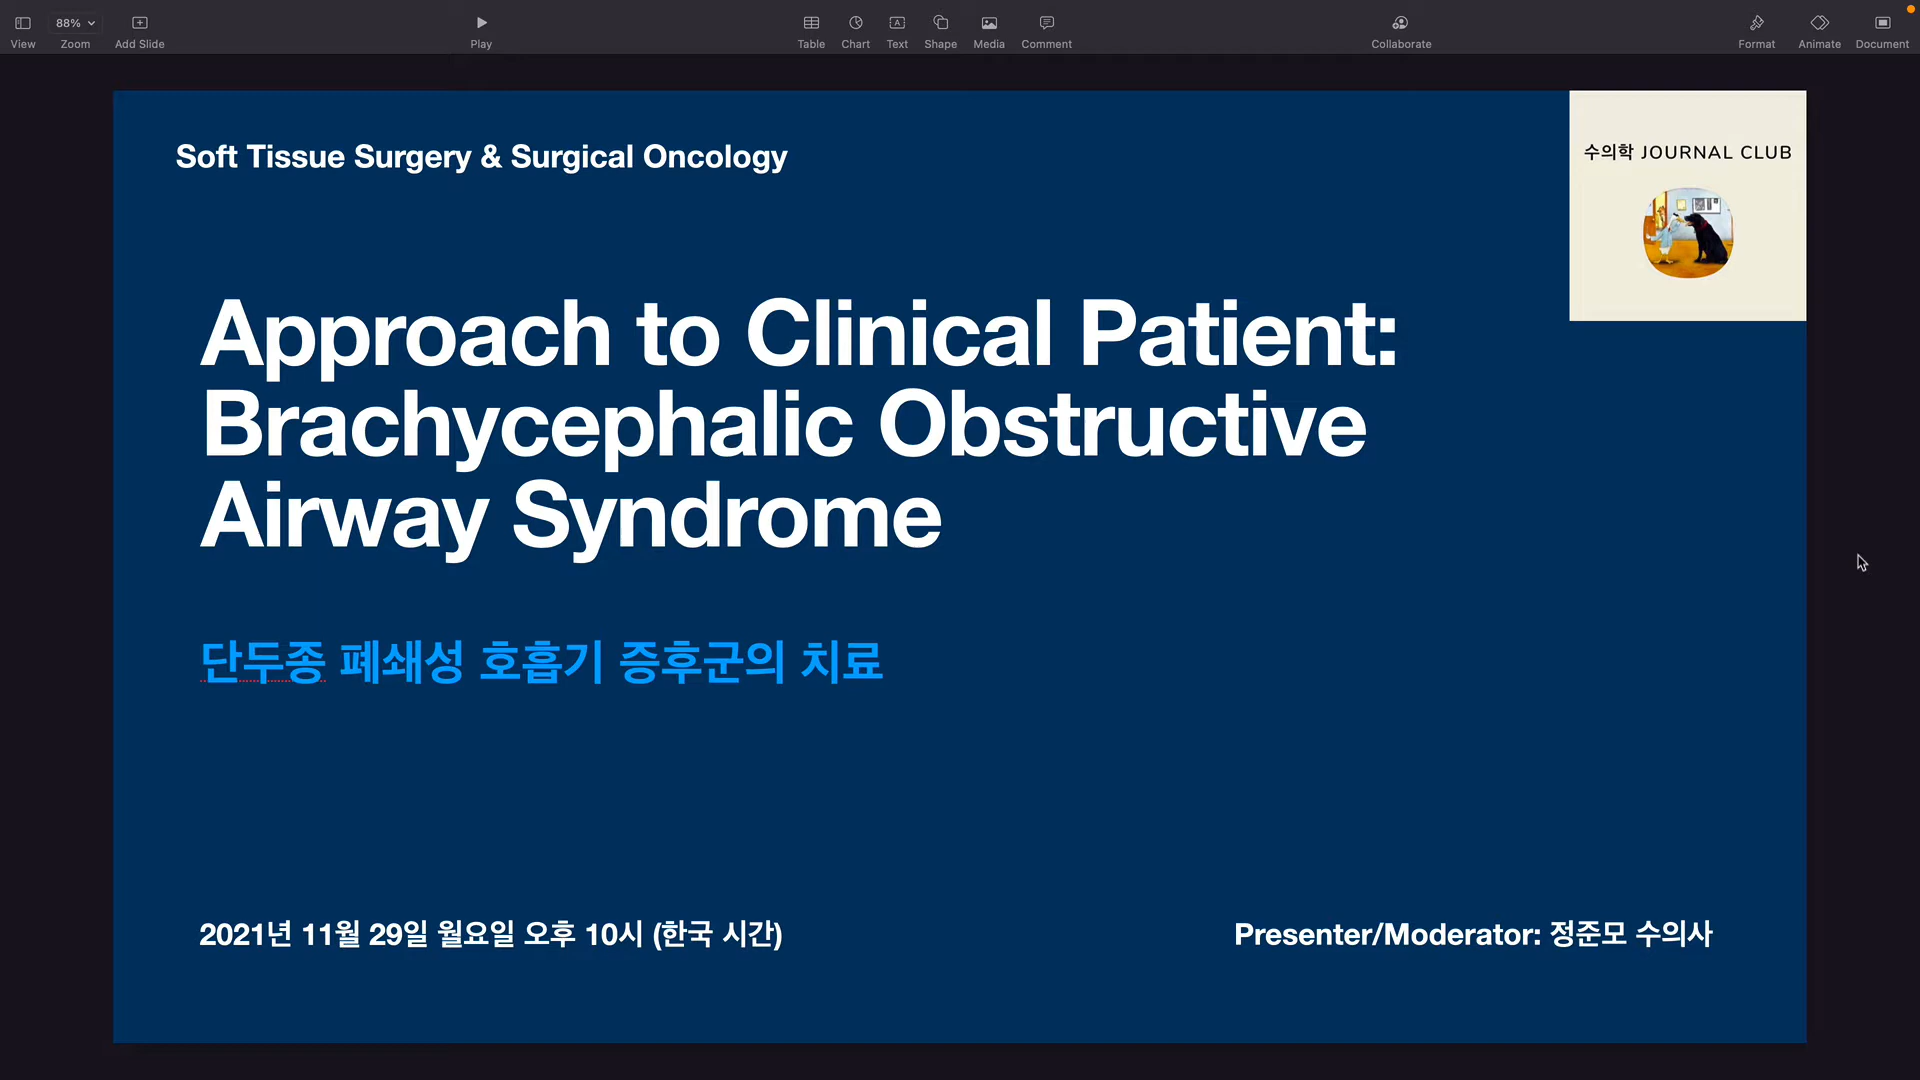 88%
View
Zoom
Add Slide
Play
Table
Chart
Text
Shape
Media
Comment
Collaborate
Format
Animate
Document
Soft Tissue Surgery & Surgical Oncology
수의학 JOURNAL CLUB
Approach to Clinical Patient:
Brachycephalic Obstructive
Airway Syndrome
단두종 폐쇄성 호흡기 증후군의 치료
2021년 11월 29일 월요일 오후 10시 (한국 시간)
Presenter/Moderator: 정준모 수의사